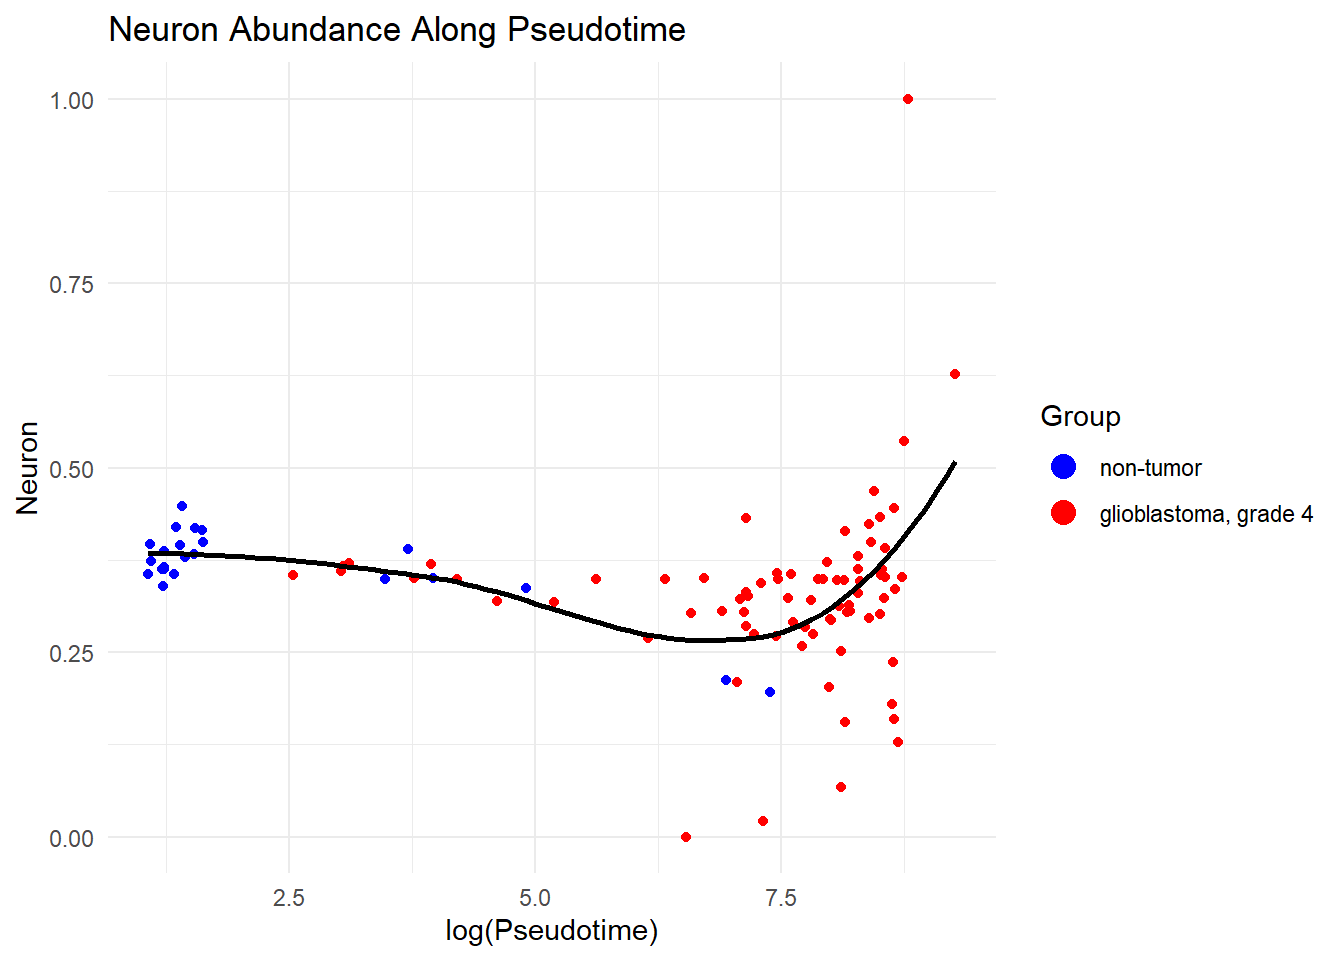 Neuron Abundance Along Pseudotime
1.00
0.75
0.50
0.25
0.00
Neuron
2.5 5.0 7.5
log(Pseudotime)
Group
non-tumor
glioblastoma, grade 4